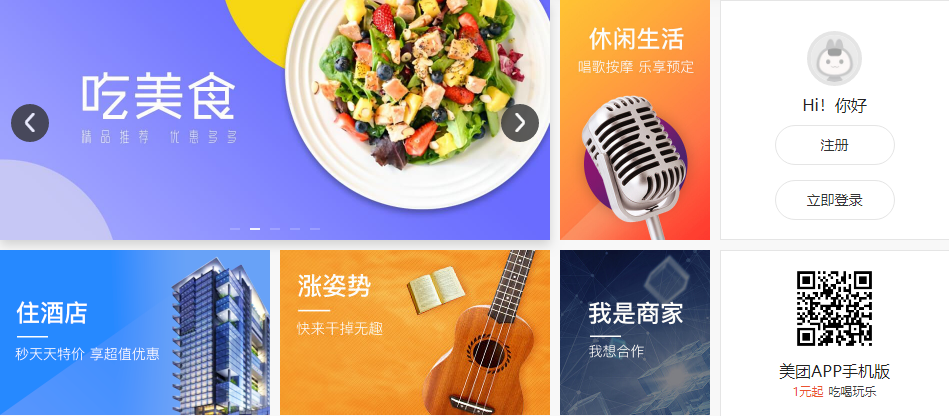 吃美食
精品推荐 优惠多多
休闲生活
唱歌按摩 乐享预定
Hi！你好
注册
立即登录
住酒店
秒天天特价 享超值优惠
涨姿势
快来干掉无趣
我是商家
我想合作
美团APP手机版
1元起 吃喝玩乐